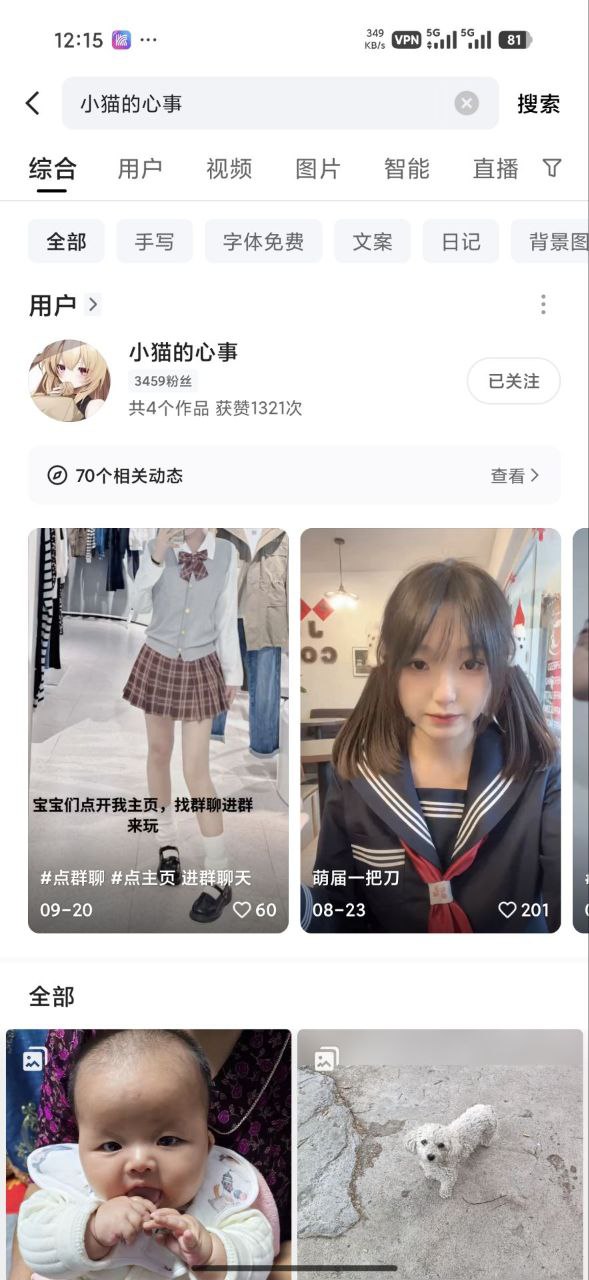 12:15 ···
349 KB/s VPN 5G 5G 81
小猫的心事
搜索
综合 用户 视频 图片 智能 直播
全部 手写 字体免费 文案 日记 背景图
用户
小猫的心事
3459粉丝
已关注
共4个作品 获赞1321次
70个相关动态
查看
宝宝们点开我主页，找群聊进群
来玩
#点群聊 #点主页 进群聊天
09-20
60
萌届一把刀
08-23
201
全部